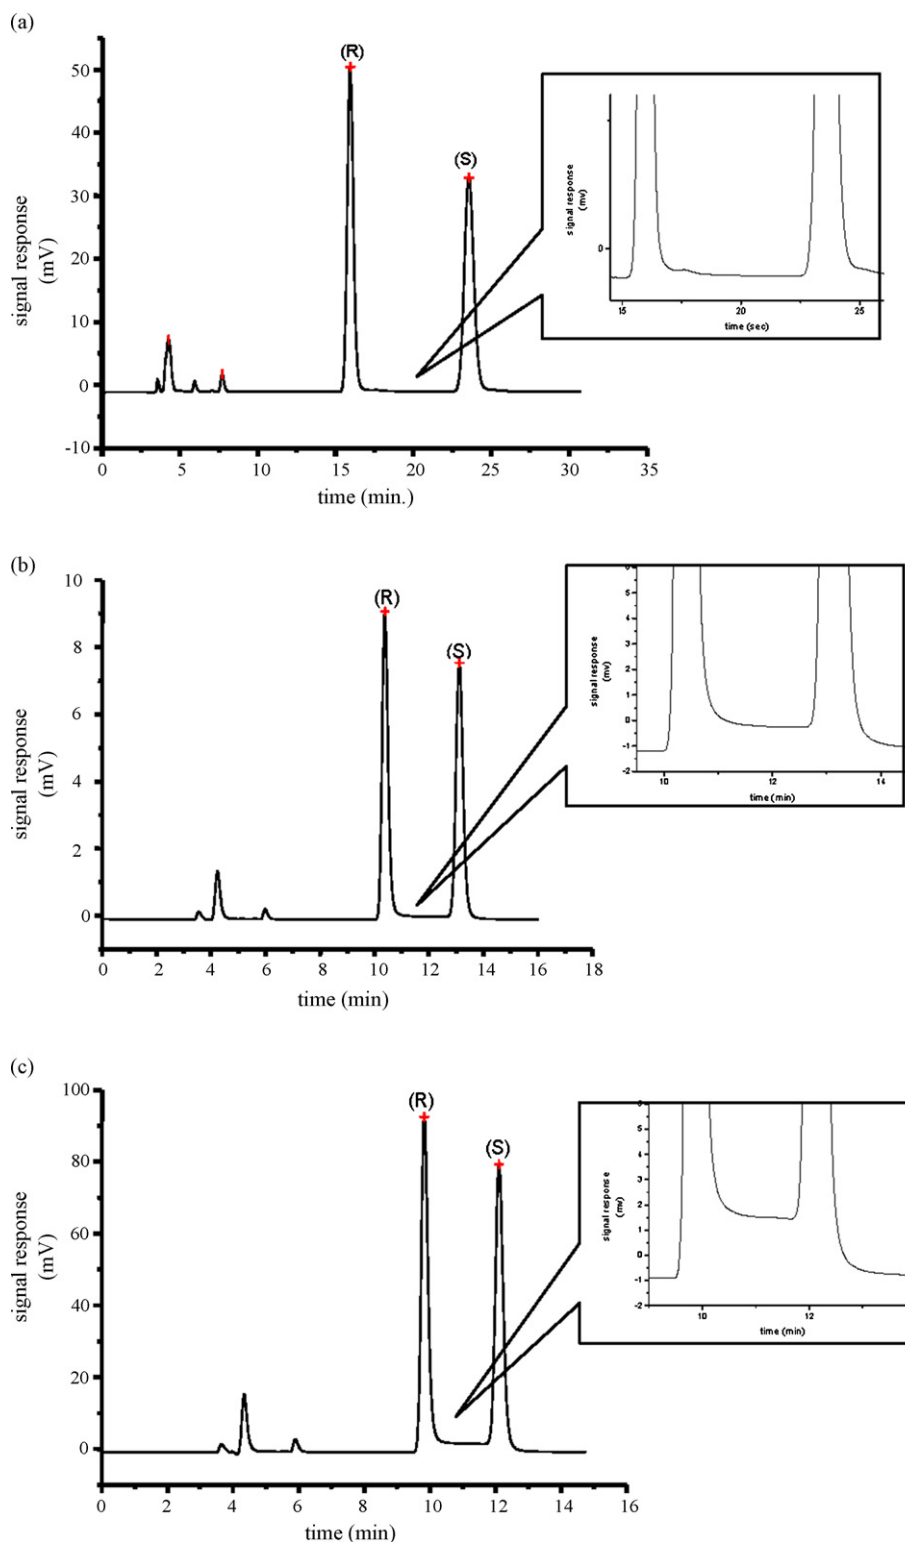 (a)
(R)
(S)
50
40
30
20
10
0
-10
signal response
(mV)
0 5 10 15 20 25 30 35
time (min.)
signal response
(mv)
0
15 20 25
time (sec)
(b)
(R)
(S)
10
8
6
4
2
0
signal response
(mV)
0 2 4 6 8 10 12 14 16 18
time (min)
signal response
(mv)
6
5
4
3
2
1
0
-1
-2
10 12 14
time (min)
(c)
(R)
(S)
100
80
60
40
20
0
signal response
(mV)
0 2 4 6 8 10 12 14 16
time (min)
signal response
(mv)
6
5
4
3
2
1
0
-1
-2
10 12
time (min)